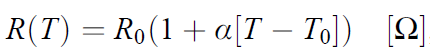 R(T) = R₀(1 + α[T − T₀]) [Ω]